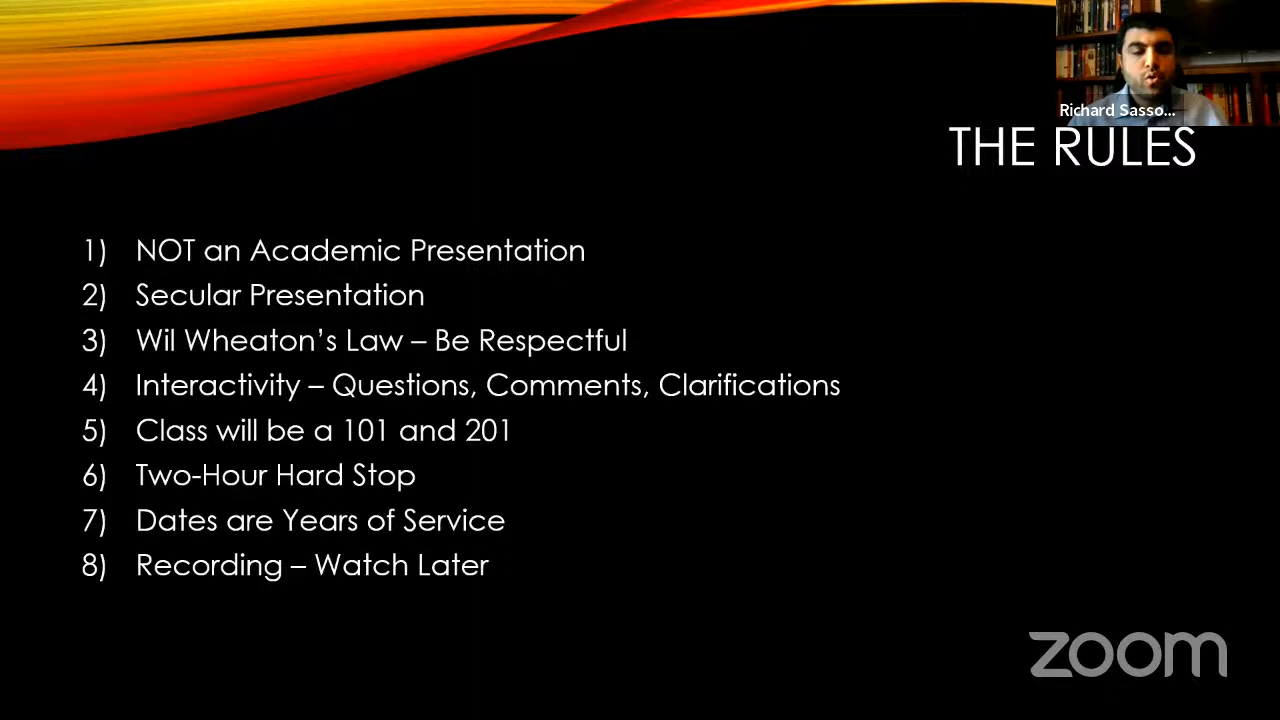 Richard Sasso...
THE RULES
1) NOT an Academic Presentation
2) Secular Presentation
3) Wil Wheaton's Law – Be Respectful
4) Interactivity – Questions, Comments, Clarifications
5) Class will be a 101 and 201
6) Two-Hour Hard Stop
7) Dates are Years of Service
8) Recording – Watch Later
zoom